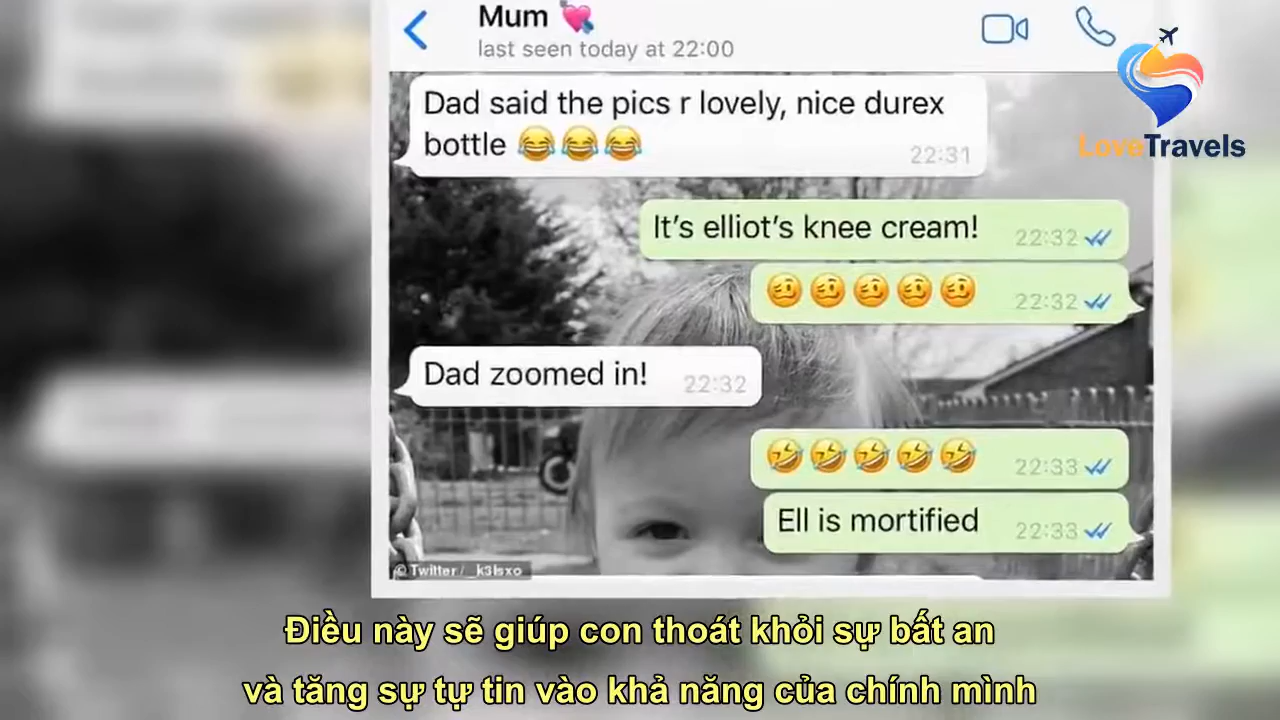 Mum 💘
last seen today at 22:00
LoveTravels
Dad said the pics r lovely, nice durex
bottle 😂😂😂 22:31
It's elliot's knee cream! 22:32
🥴🥴🥴🥴🥴 22:32
Dad zoomed in! 22:32
🤣🤣🤣🤣🤣 22:33
Ell is mortified 22:33
© Twitter / _k3lsxo
Điều này sẽ giúp con thoát khỏi sự bất an
và tăng sự tự tin vào khả năng của chính mình